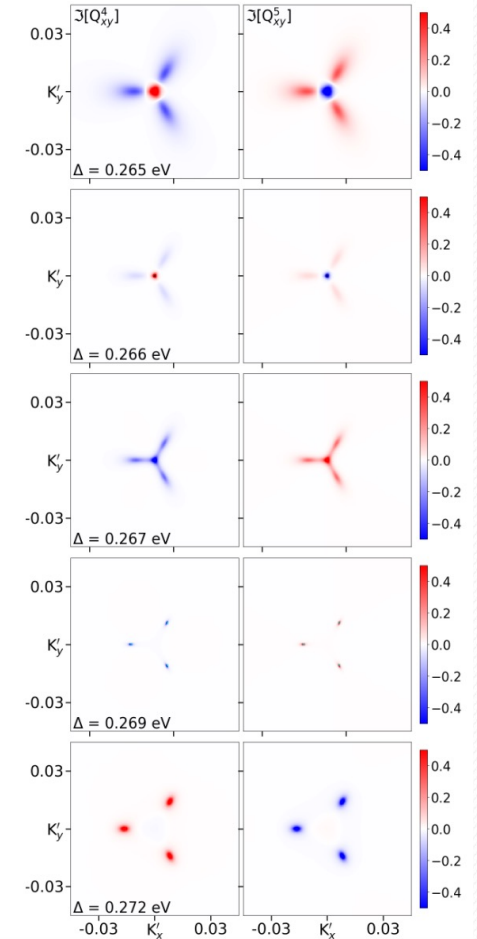 ℑ[Q⁴xy] ℑ[Q⁵xy]
0.03
K′y
-0.03
Δ = 0.265 eV
0.4
0.2
0.0
−0.2
−0.4
0.03
K′y
-0.03
Δ = 0.266 eV
0.4
0.2
0.0
−0.2
−0.4
0.03
K′y
-0.03
Δ = 0.267 eV
0.4
0.2
0.0
−0.2
−0.4
0.03
K′y
-0.03
Δ = 0.269 eV
0.4
0.2
0.0
−0.2
−0.4
0.03
K′y
-0.03
Δ = 0.272 eV
0.4
0.2
0.0
−0.2
−0.4
-0.03 K′x 0.03 -0.03 K′x 0.03